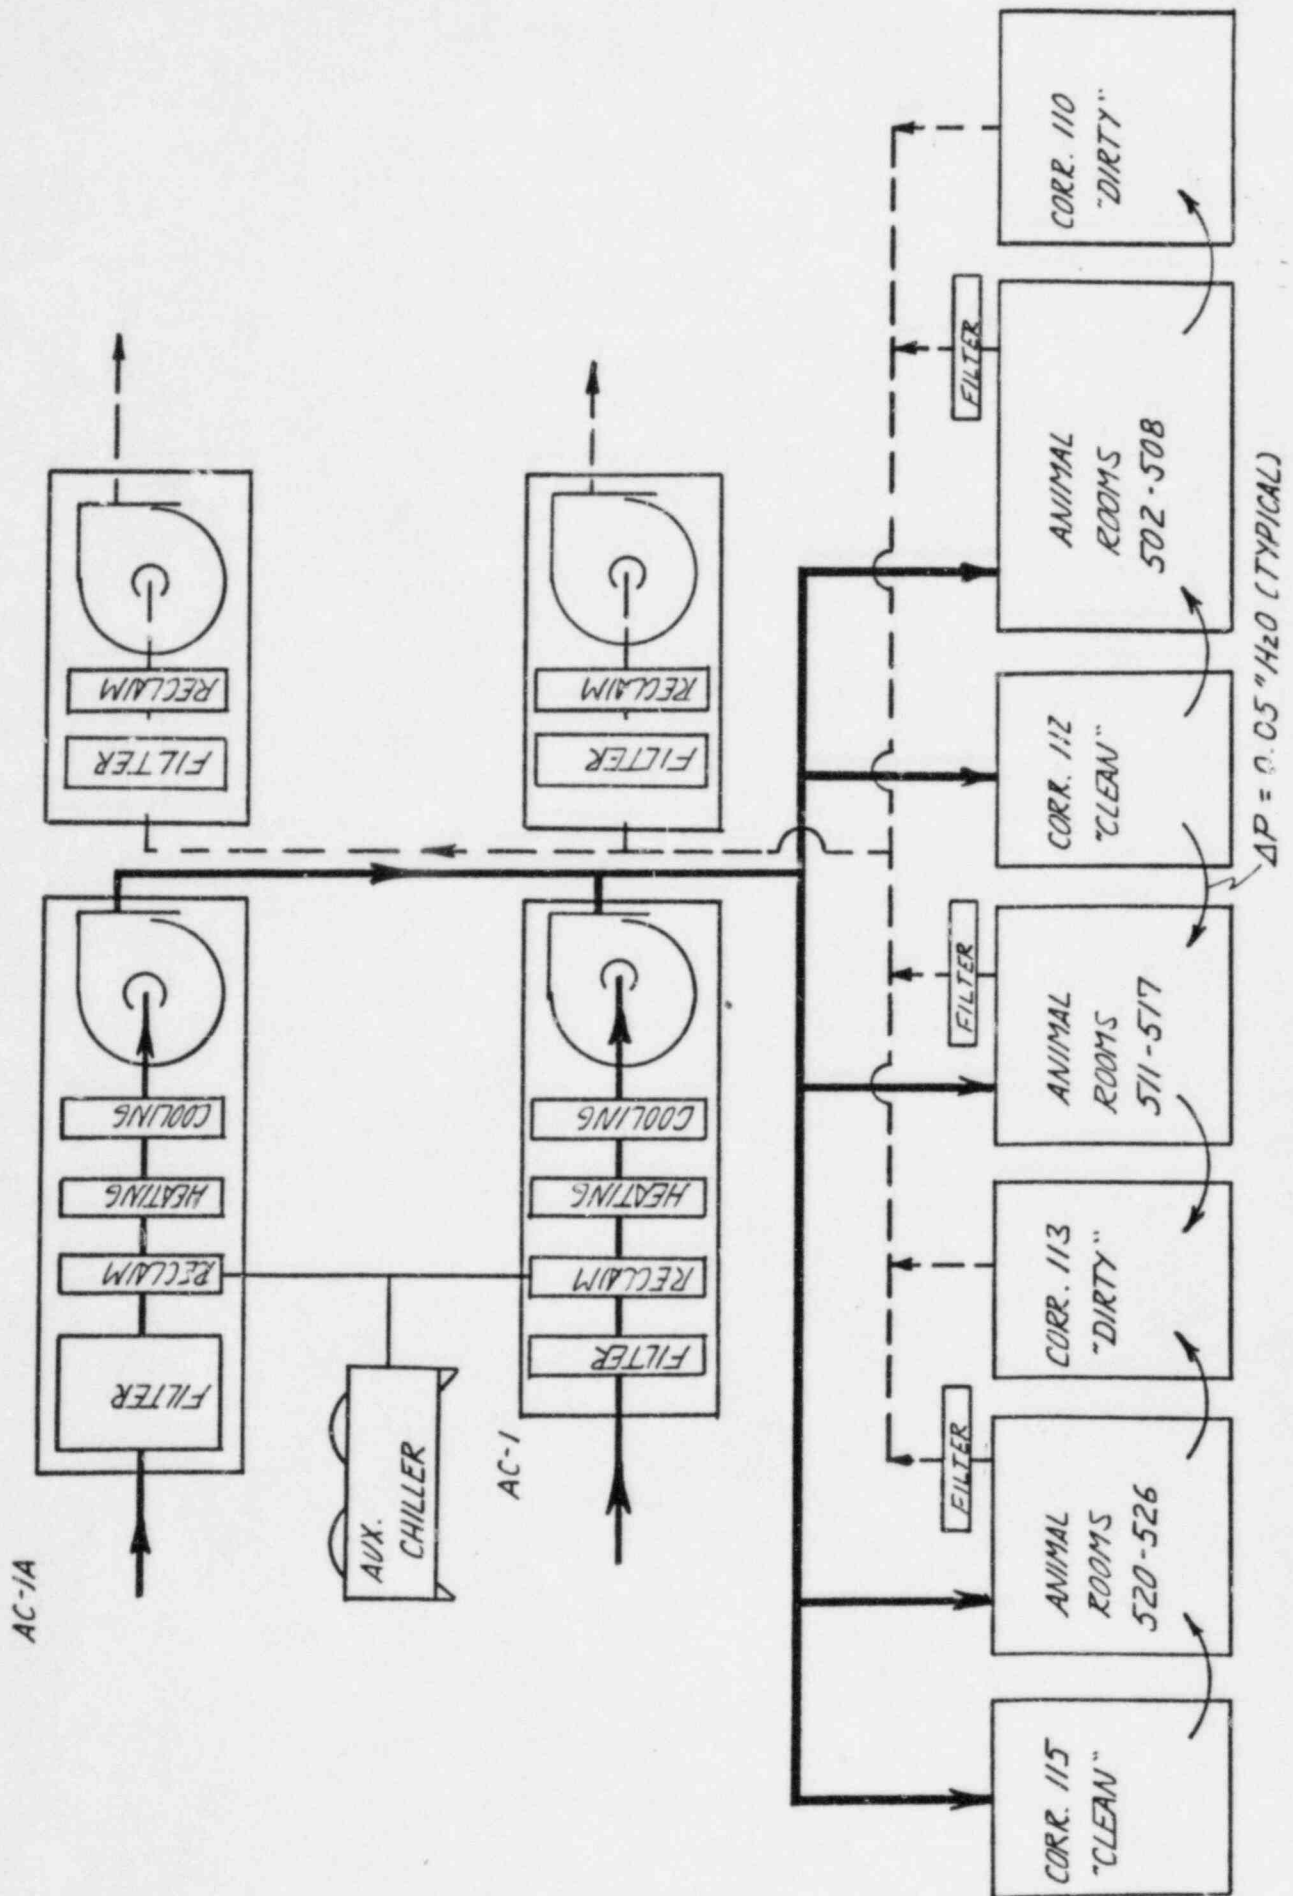 AC-1A
FILTER
RECLAIM
HEATING
COOLING
FILTER
RECLAIM
AUX.
CHILLER
AC-1
FILTER
RECLAIM
HEATING
COOLING
FILTER
RECLAIM
FILTER
FILTER
FILTER
CORR. 115
"CLEAN"
ANIMAL
ROOMS
520-526
CORR. 113
"DIRTY"
ANIMAL
ROOMS
511-517
CORR. 112
"CLEAN"
ANIMAL
ROOMS
502-508
CORR. 110
"DIRTY"
ΔP = 0.05 "H2O (TYPICAL)